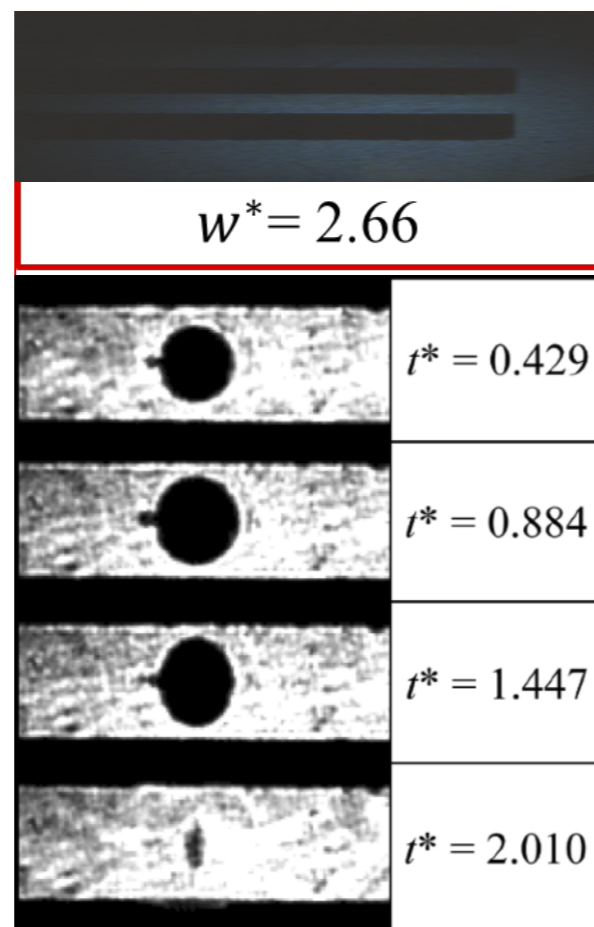 w*= 2.66
t* = 0.429
t* = 0.884
t* = 1.447
t* = 2.010